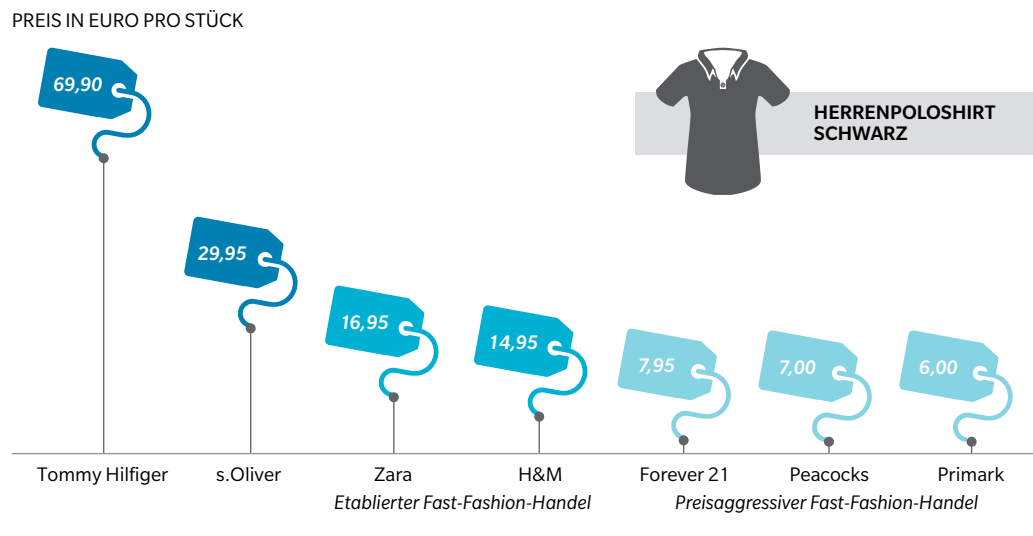 PREIS IN EURO PRO STÜCK
69,90
HERRENPOLOSHIRT
SCHWARZ
29,95
16,95
14,95
7,95
7,00
6,00
Tommy Hilfiger
s.Oliver
Zara
H&M
Forever 21
Peacocks
Primark
Etablierter Fast-Fashion-Handel
Preisaggressiver Fast-Fashion-Handel